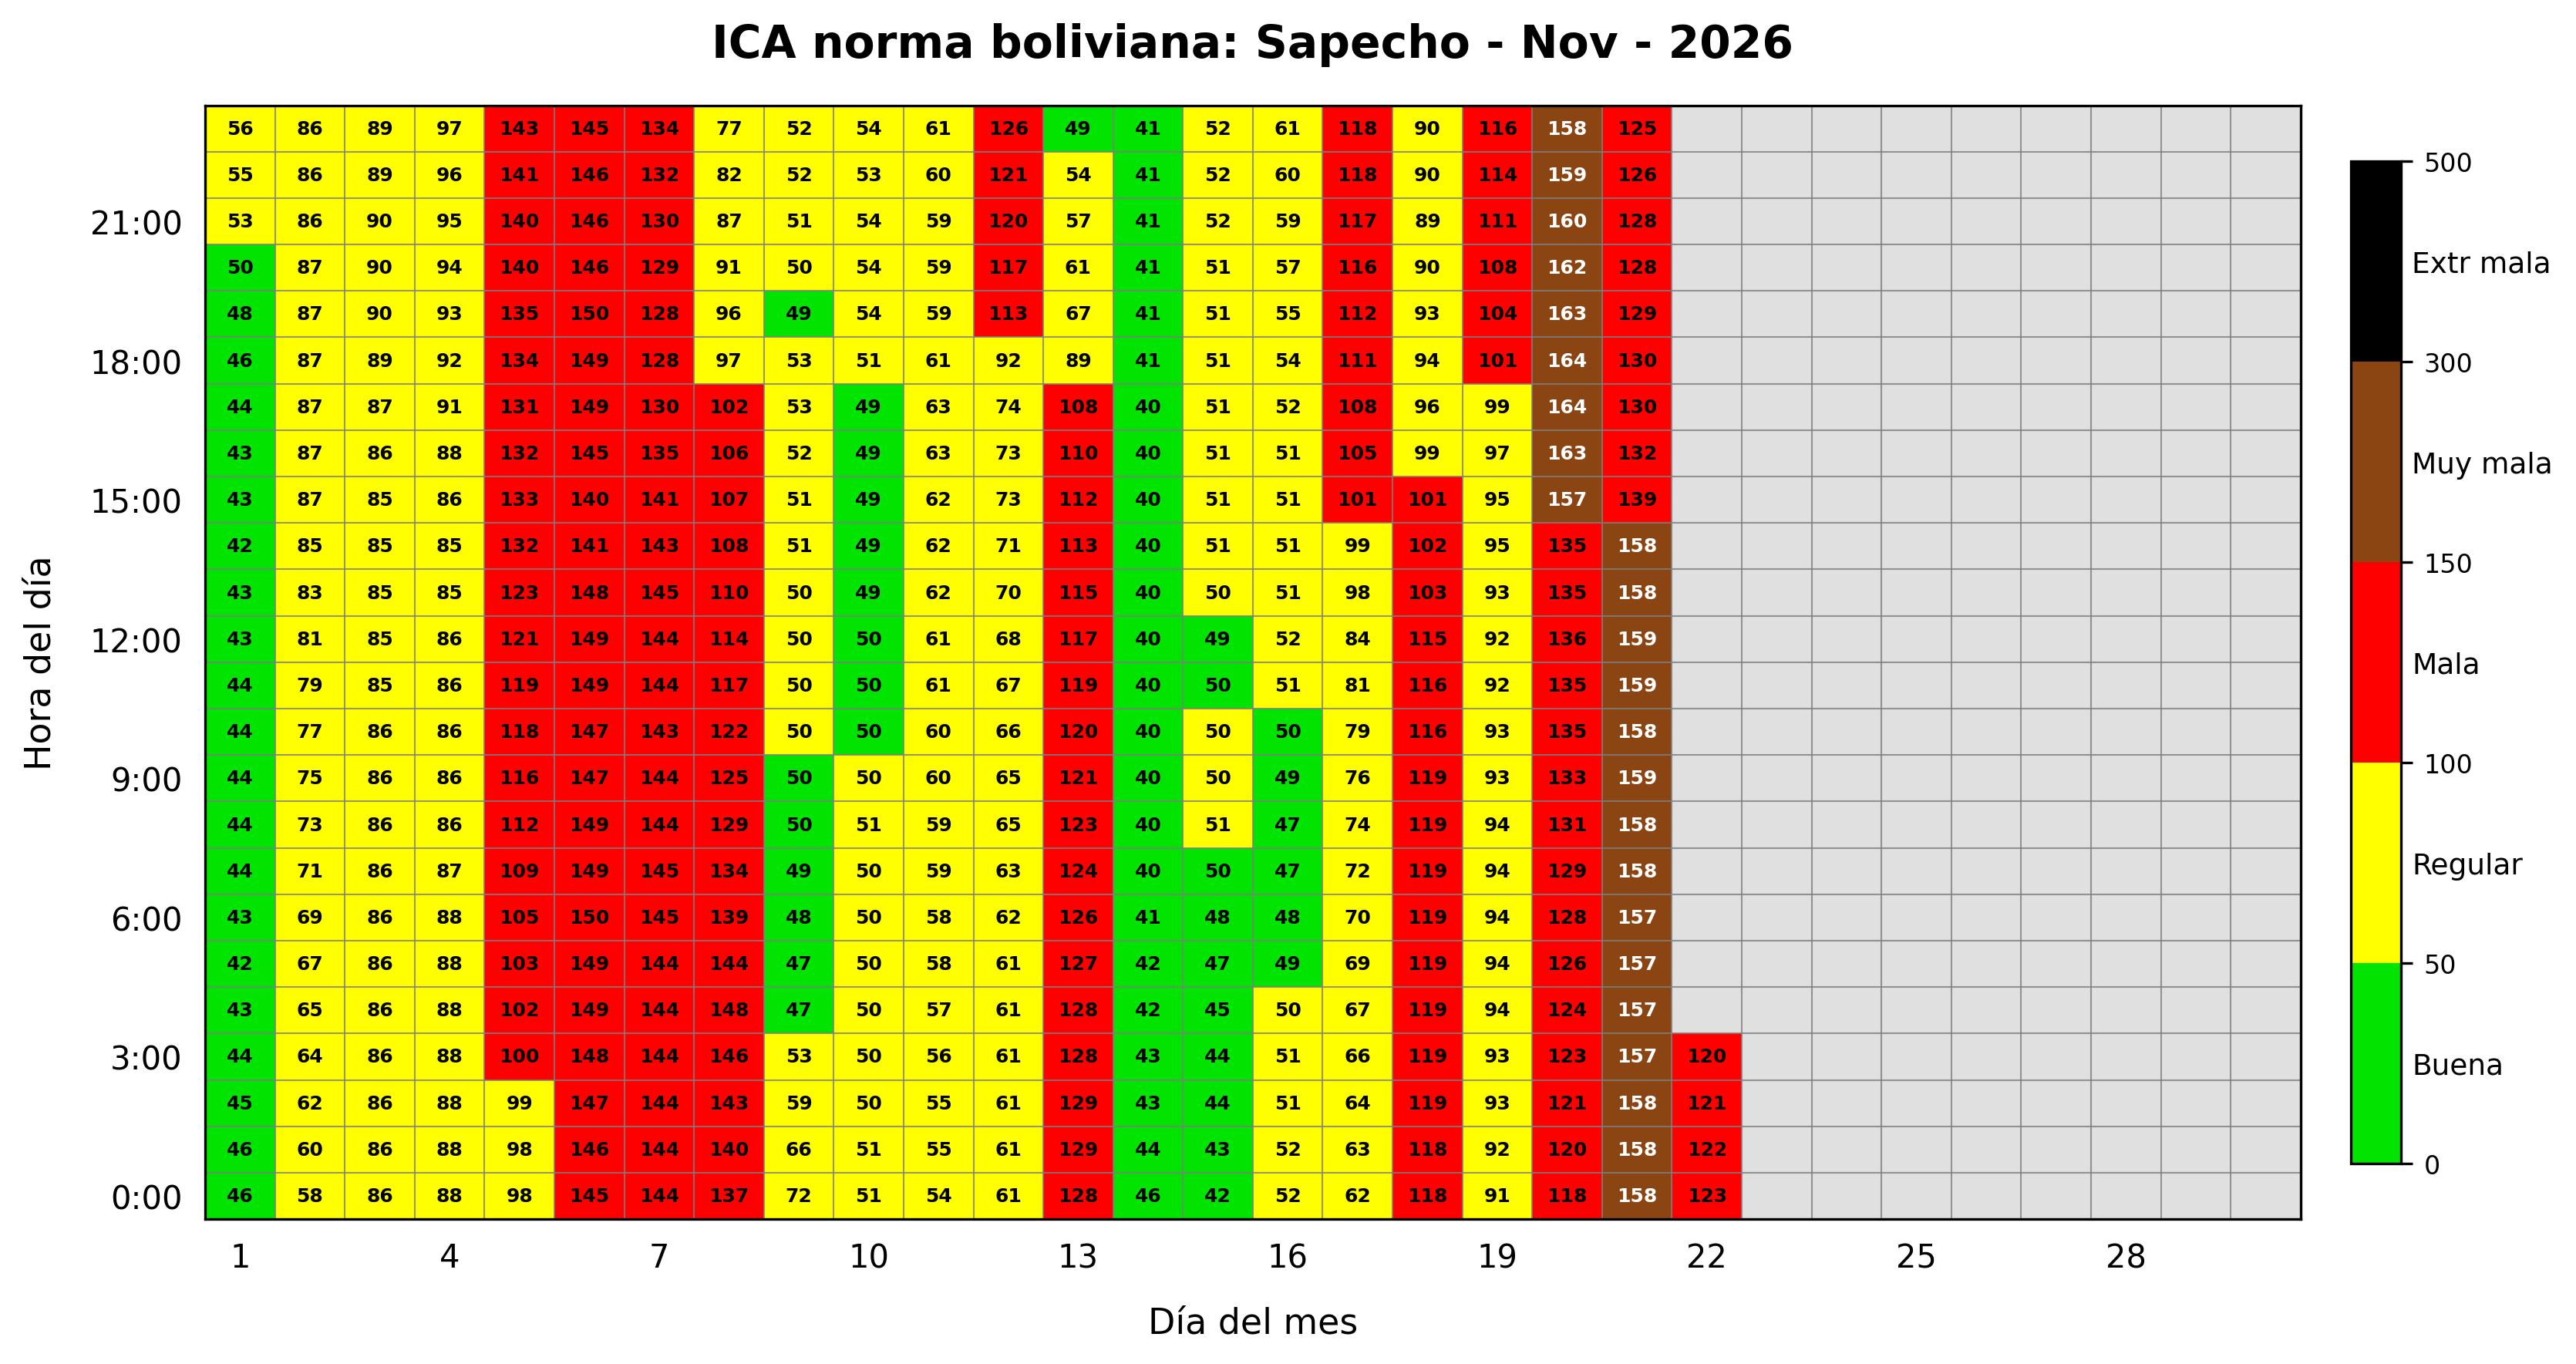 ICA norma boliviana: Sapecho - Nov - 2026
56 86 89 97 143 145 134 77 52 54 61 126 49 41 52 61 118 90 116 158 125
55 86 89 96 141 146 132 82 52 53 60 121 54 41 52 60 118 90 114 159 126
21:00 53 86 90 95 140 146 130 87 51 54 59 120 57 41 52 59 117 89 111 160 128
50 87 90 94 140 146 129 91 50 54 59 117 61 41 51 57 116 90 108 162 128
48 87 90 93 135 150 128 96 49 54 59 113 67 41 51 55 112 93 104 163 129
18:00 46 87 89 92 134 149 128 97 53 51 61 92 89 41 51 54 111 94 101 164 130
44 87 87 91 131 149 130 102 53 49 63 74 108 40 51 52 108 96 99 164 130
43 87 86 88 132 145 135 106 52 49 63 73 110 40 51 51 105 99 97 163 132
15:00 43 87 85 86 133 140 141 107 51 49 62 73 112 40 51 51 101 101 95 157 139
42 85 85 85 132 141 143 108 51 49 62 71 113 40 51 51 99 102 95 135 158
43 83 85 85 123 148 145 110 50 49 62 70 115 40 50 51 98 103 93 135 158
12:00 43 81 85 86 121 149 144 114 50 50 61 68 117 40 49 52 84 115 92 136 159
44 79 85 86 119 149 144 117 50 50 61 67 119 40 50 51 81 116 92 135 159
44 77 86 86 118 147 143 122 50 50 60 66 120 40 50 50 79 116 93 135 158
9:00 44 75 86 86 116 147 144 125 50 50 60 65 121 40 50 49 76 119 93 133 159
44 73 86 86 112 149 144 129 50 51 59 65 123 40 51 47 74 119 94 131 158
44 71 86 87 109 149 145 134 49 50 59 63 124 40 50 47 72 119 94 129 158
6:00 43 69 86 88 105 150 145 139 48 50 58 62 126 41 48 48 70 119 94 128 157
42 67 86 88 103 149 144 144 47 50 58 61 127 42 47 49 69 119 94 126 157
43 65 86 88 102 149 144 148 47 50 57 61 128 42 45 50 67 119 94 124 157
3:00 44 64 86 88 100 148 144 146 53 50 56 61 128 43 44 51 66 119 93 123 157 120
45 62 86 88 99 147 144 143 59 50 55 61 129 43 44 51 64 119 93 121 158 121
46 60 86 88 98 146 144 140 66 51 55 61 129 44 43 52 63 118 92 120 158 122
0:00 46 58 86 88 98 145 144 137 72 51 54 61 128 46 42 52 62 118 91 118 158 123
1 4 7 10 13 16 19 22 25 28
Día del mes
Hora del día
500
Extr mala
300
Muy mala
150
Mala
100
Regular
50
Buena
0